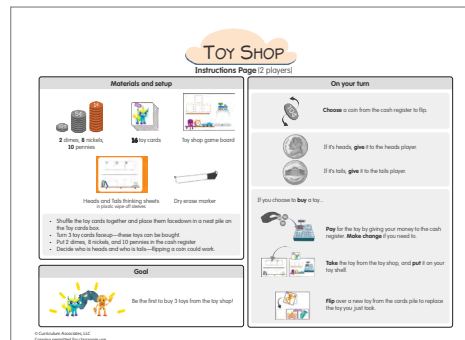 TOY SHOP
Instructions Page (2 players)
Materials and setup
2 dimes, 8 nickels,
10 pennies
16 toy cards
Toy shop game board
Heads and Tails thinking sheets
in plastic wipe-off sleeves
Dry erase marker
• Shuffle the toy cards together and place them facedown in a neat pile on
the Toy cards box.
• Turn 3 toy cards faceup—these toys can be bought
• Put 2 dimes, 8 nickels, and 10 pennies in the cash register
• Decide who is heads and who is tails—flipping a coin could work.
Goal
Be the first to buy 3 toys from the toy shop!
On your turn
Choose a coin from the cash register to flip.
If it's heads, give it to the heads player.
If it's tails, give it to the tails player.
If you choose to buy a toy...
Pay for the toy by giving your money to the cash
register. Make change if you need to.
Take the toy from the toy shop, and put it on your
toy shelf.
Flip over a new toy from the cards pile to replace
the toy you just took.
© Curriculum Associates, LLC
Copying permitted for classroom use.